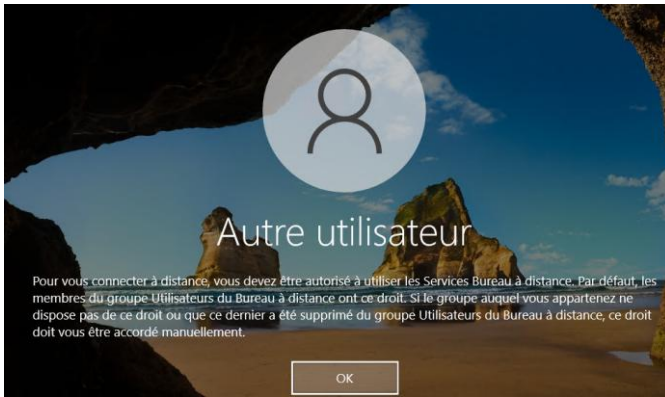 Autre utilisateur
Pour vous connecter à distance, vous devez être autorisé à utiliser les Services Bureau à distance. Par défaut, les
membres du groupe Utilisateurs du Bureau à distance ont ce droit. Si le groupe auquel vous appartenez ne
dispose pas de ce droit ou que ce dernier a été supprimé du groupe Utilisateurs du Bureau à distance, ce droit
doit vous être accordé manuellement.
OK